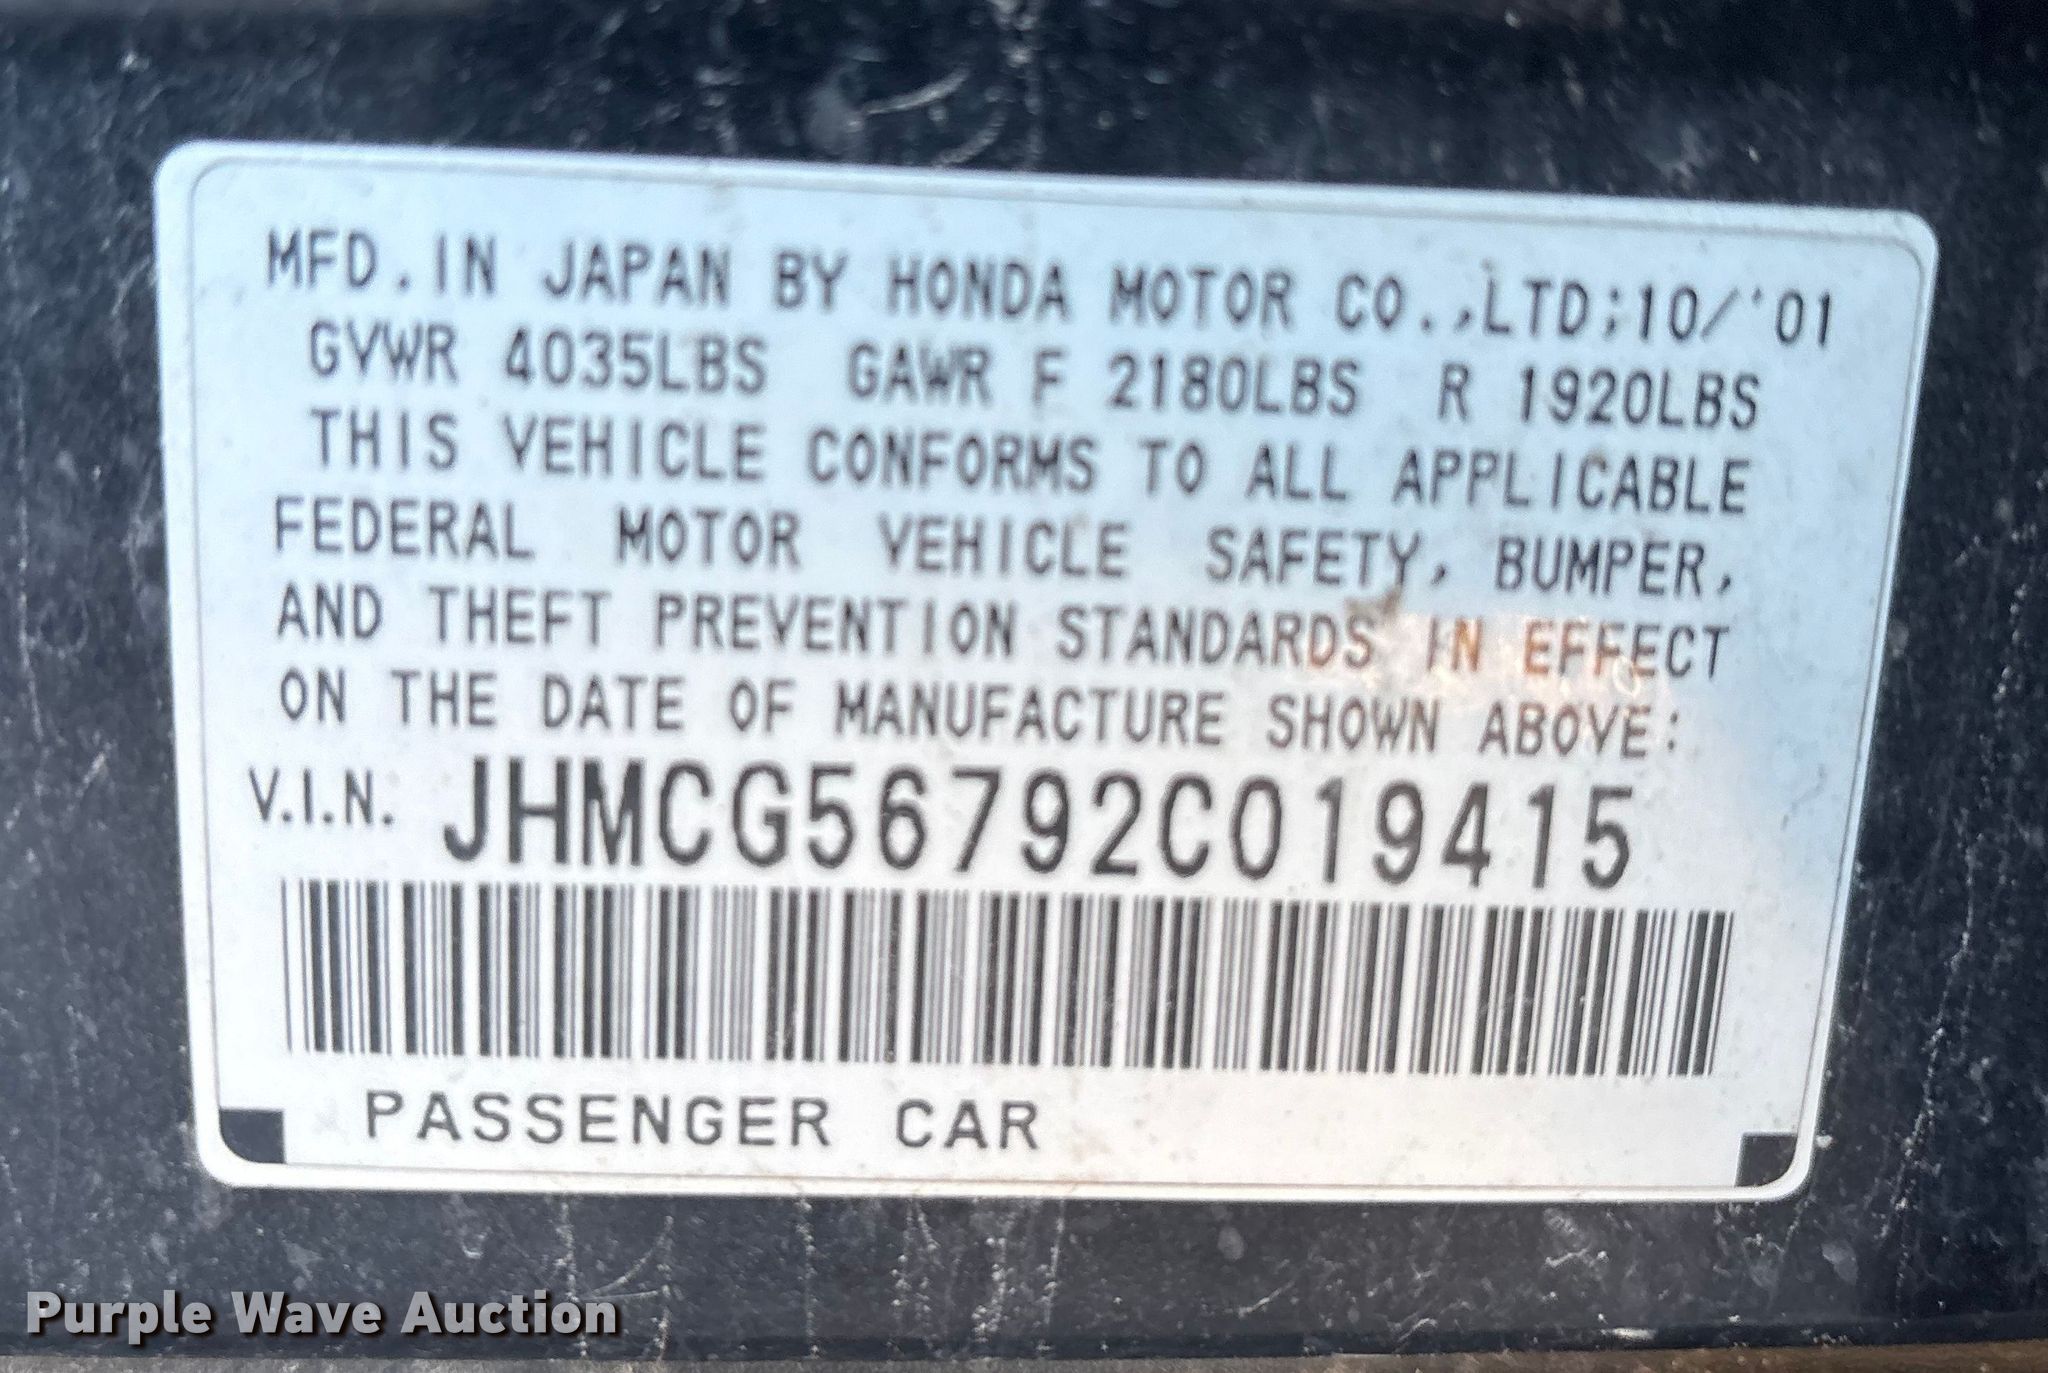 MFD. IN JAPAN BY HONDA MOTOR CO., LTD; 10/'01
GVWR 4035LBS GAWR F 2180LBS R 1920LBS
THIS VEHICLE CONFORMS TO ALL APPLICABLE
FEDERAL MOTOR VEHICLE SAFETY, BUMPER,
AND THEFT PREVENTION STANDARDS IN EFFECT
ON THE DATE OF MANUFACTURE SHOWN ABOVE:
V.I.N. JHMCG56792C019415
PASSENGER CAR
Purple Wave Auction